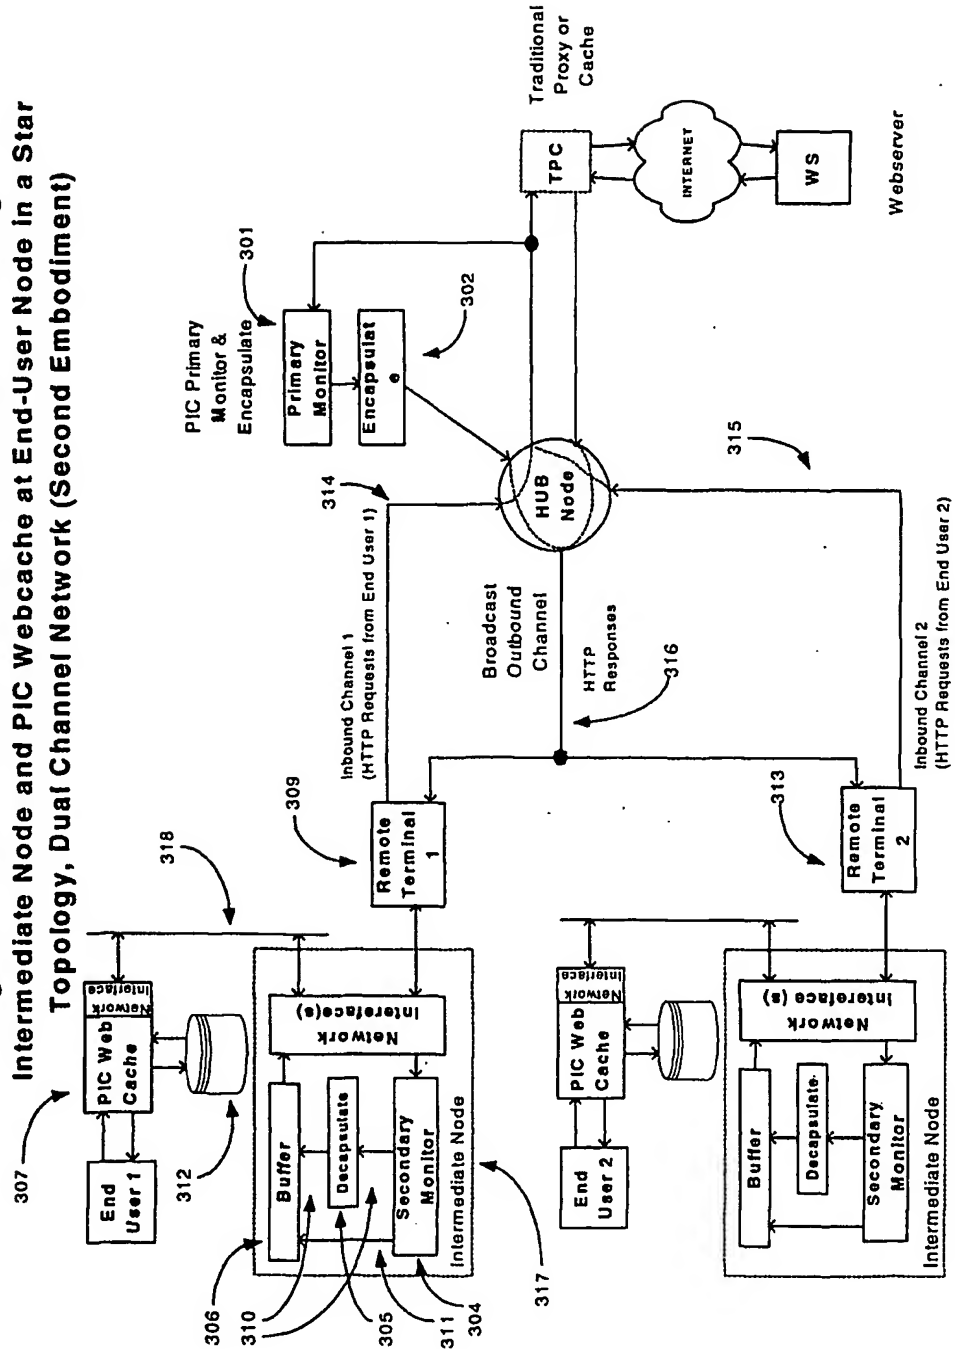 Intermediate Node and PIC Webcache at End-User Node in a Star
Topology, Dual Channel Network (Second Embodiment)
307
PIC Web
Cache
Network
Interface
End
User 1
312
318
309
Remote
Terminal
1
306
310
305
311
304
Buffer
Decapsulate
Secondary
Monitor
Network
Interface(s)
Intermediate Node
317
Inbound Channel 1
(HTTP Requests from End User 1)
314
PIC Primary
Monitor &
Encapsulate
301
Primary
Monitor
Encapsulat
e
302
HUB
Node
Broadcast
Outbound
Channel
HTTP
Responses
316
315
Traditional
Proxy or
Cache
TPC
INTERNET
WS
Webserver
313
Remote
Terminal
2
Inbound Channel 2
(HTTP Requests from End User 2)
PIC Web
Cache
Network
Interface
End
User 2
Buffer
Decapsulate.
Secondary
Monitor
Network
Intereface (s)
Intermediate Node